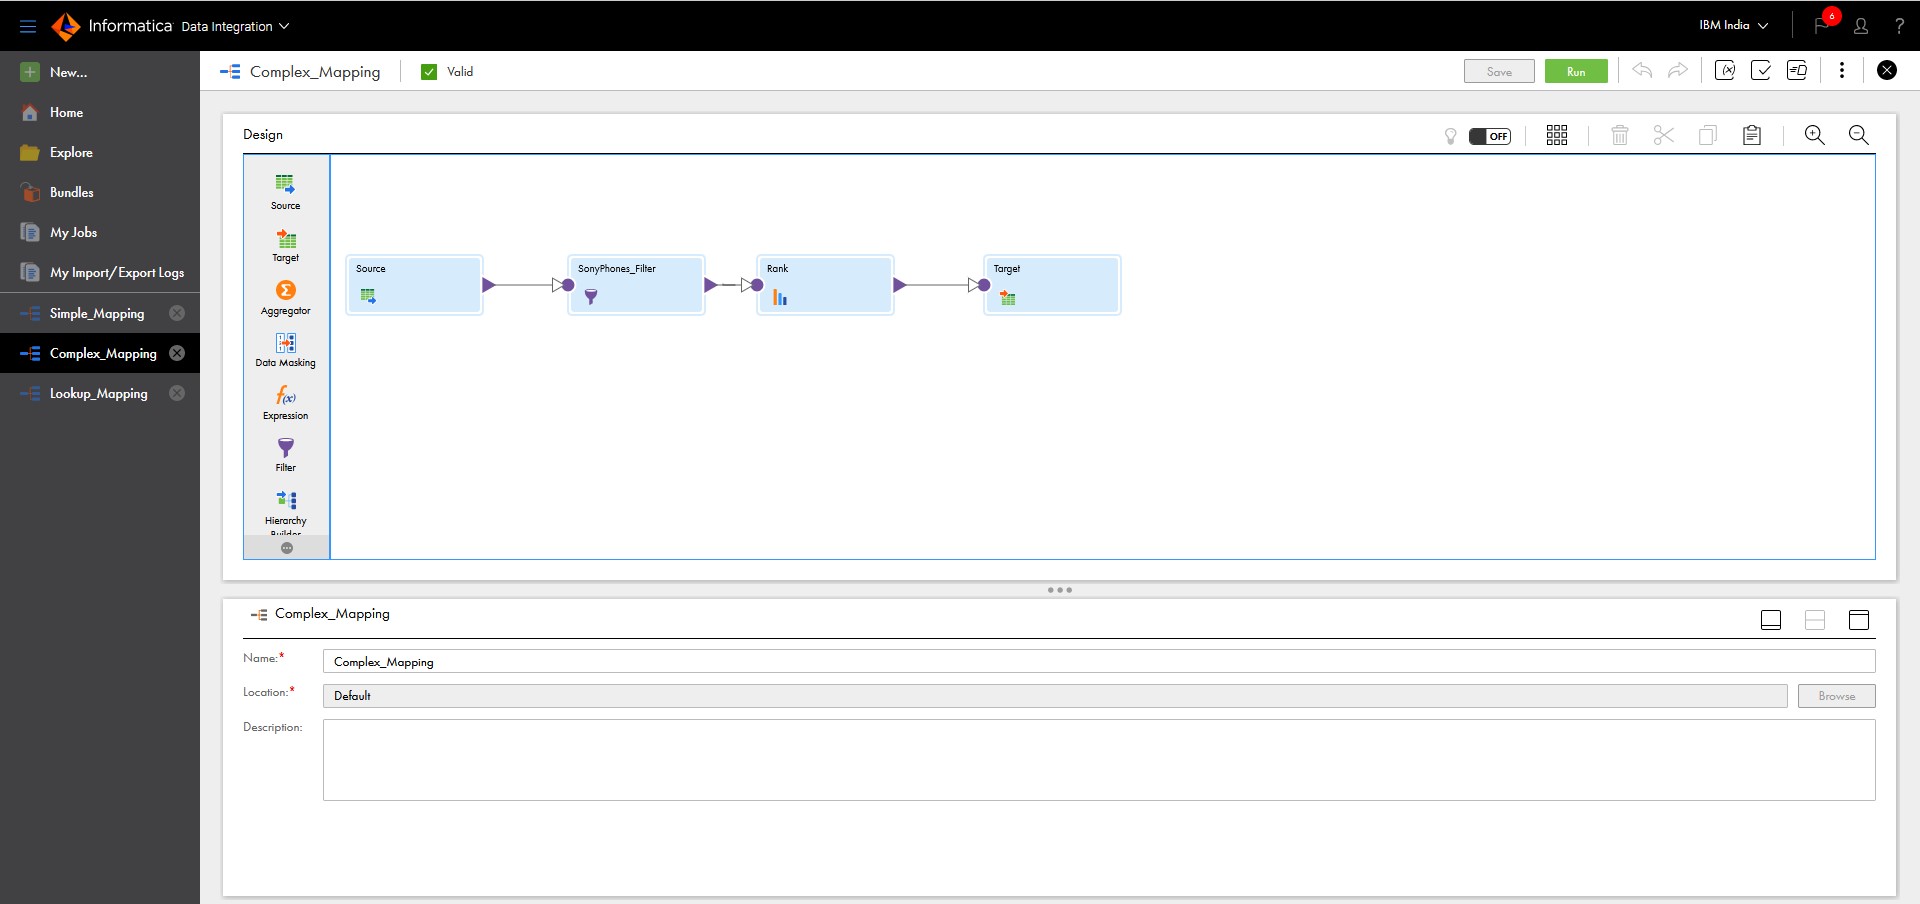 Informatica Data Integration
IBM India
6
?
New...
Home
Explore
Bundles
My Jobs
My Import/Export Logs
Simple_Mapping
Complex_Mapping
Lookup_Mapping
Complex_Mapping
Valid
Save
Run
Design
OFF
Source
Target
Aggregator
Data Masking
Expression
Filter
Hierarchy
Builder
Source
SonyPhones_Filter
Rank
Target
Complex_Mapping
Name:*
Complex_Mapping
Location:*
Default
Browse
Description: